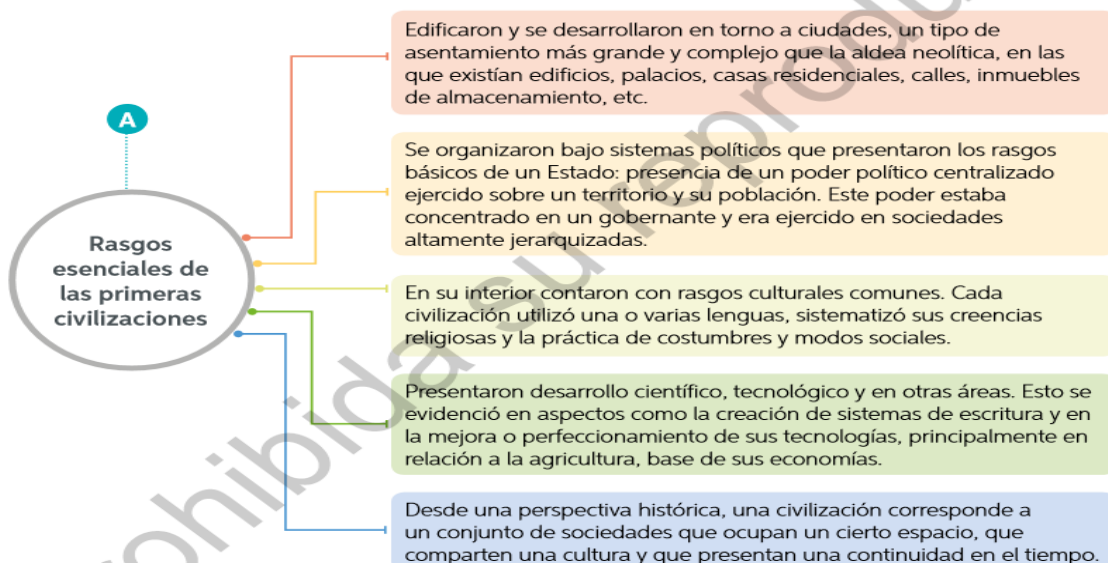 A
Rasgos
esenciales de
las primeras
civilizaciones
Edificaron y se desarrollaron en torno a ciudades, un tipo de
asentamiento más grande y complejo que la aldea neolítica, en las
que existían edificios, palacios, casas residenciales, calles, inmuebles
de almacenamiento, etc.
Se organizaron bajo sistemas políticos que presentaron los rasgos
básicos de un Estado: presencia de un poder político centralizado
ejercido sobre un territorio y su población. Este poder estaba
concentrado en un gobernante y era ejercido en sociedades
altamente jerarquizadas.
En su interior contaron con rasgos culturales comunes. Cada
civilización utilizó una o varias lenguas, sistematizó sus creencias
religiosas y la práctica de costumbres y modos sociales.
Presentaron desarrollo científico, tecnológico y en otras áreas. Esto se
evidenció en aspectos como la creación de sistemas de escritura y en
la mejora o perfeccionamiento de sus tecnologías, principalmente en
relación a la agricultura, base de sus economías.
Desde una perspectiva histórica, una civilización corresponde a
un conjunto de sociedades que ocupan un cierto espacio, que
comparten una cultura y que presentan una continuidad en el tiempo.
rohibida su reprodu